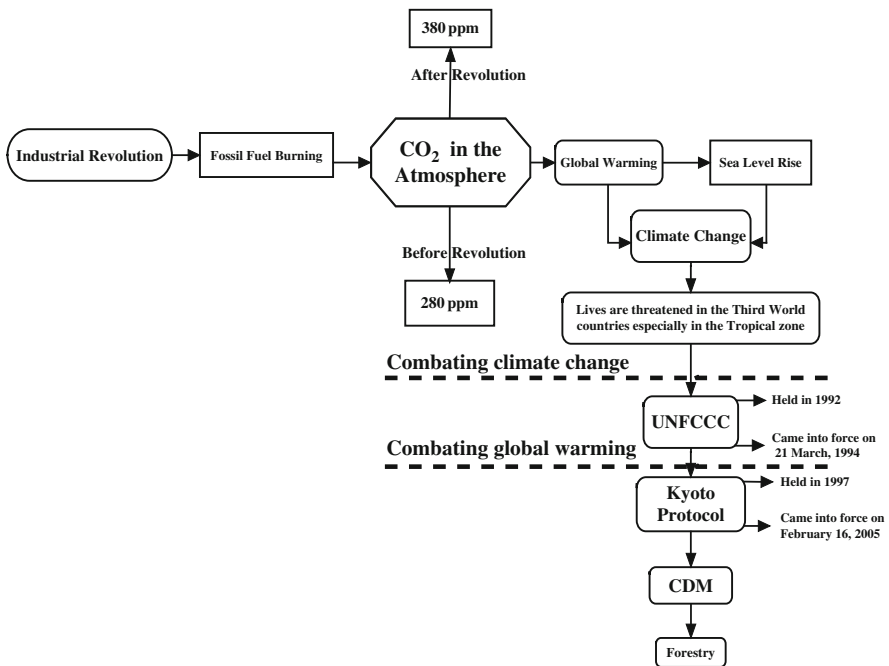 380 ppm
After Revolution
Industrial Revolution
Fossil Fuel Burning
CO₂ in the
Atmosphere
Global Warming
Sea Level Rise
Climate Change
Before Revolution
280 ppm
Lives are threatened in the Third World
countries especially in the Tropical zone
Combating climate change
UNFCCC
Held in 1992
Came into force on
21 March, 1994
Combating global warming
Kyoto
Protocol
Held in 1997
Came into force on
February 16, 2005
CDM
Forestry